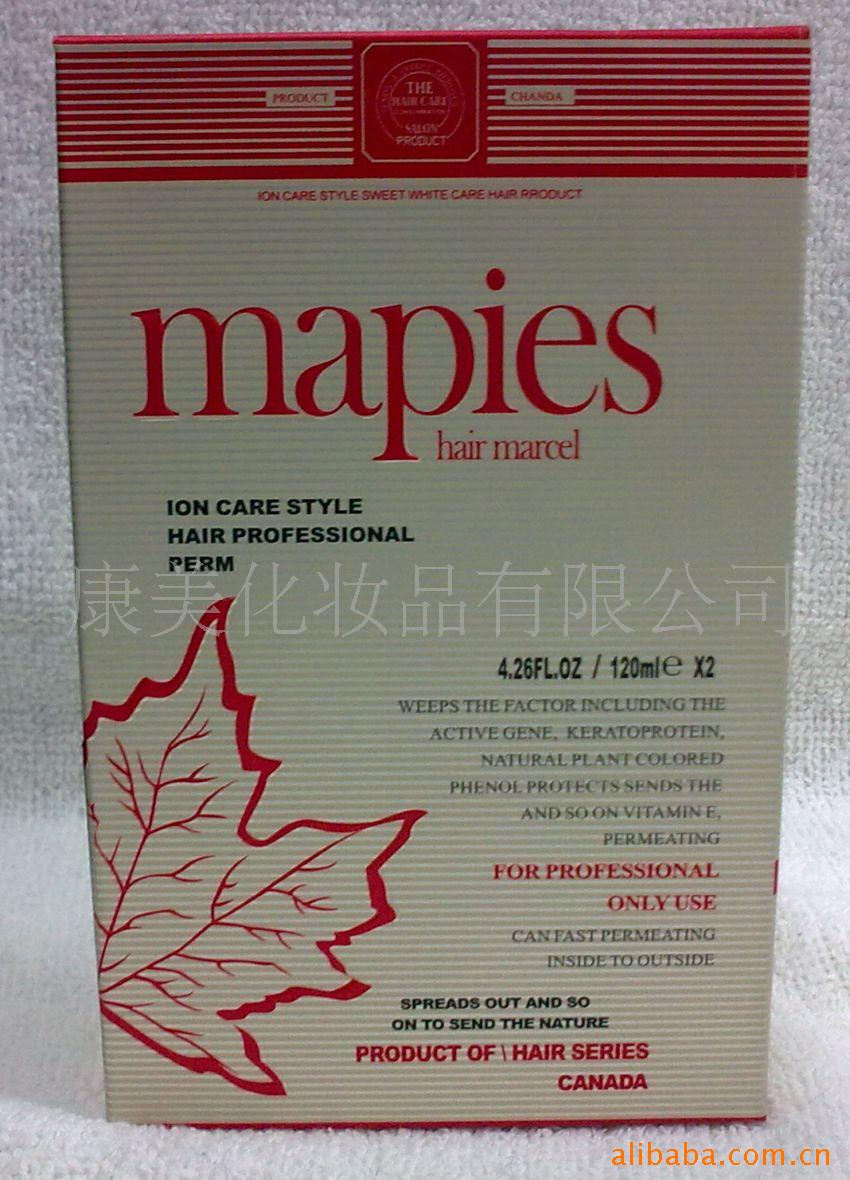 PRODUCT
THE
HAIR CARE
SALON
PRODUCT
CHANDA
ION CARE STYLE SWEET WHITE CARE HAIR RRODUCT
mapies
hair marcel
ION CARE STYLE
HAIR PROFESSIONAL
PERM
康美化妆品有限公司
4.26FL.OZ / 120ml℮ X2
WEEPS THE FACTOR INCLUDING THE
ACTIVE GENE, KERATOPROTEIN,
NATURAL PLANT COLORED
PHENOL PROTECTS SENDS THE
AND SO ON VITAMIN E,
PERMEATING
FOR PROFESSIONAL
ONLY USE
CAN FAST PERMEATING
INSIDE TO OUTSIDE
SPREADS OUT AND SO
ON TO SEND THE NATURE
PRODUCT OF \ HAIR SERIES
CANADA
alibaba.com.cn